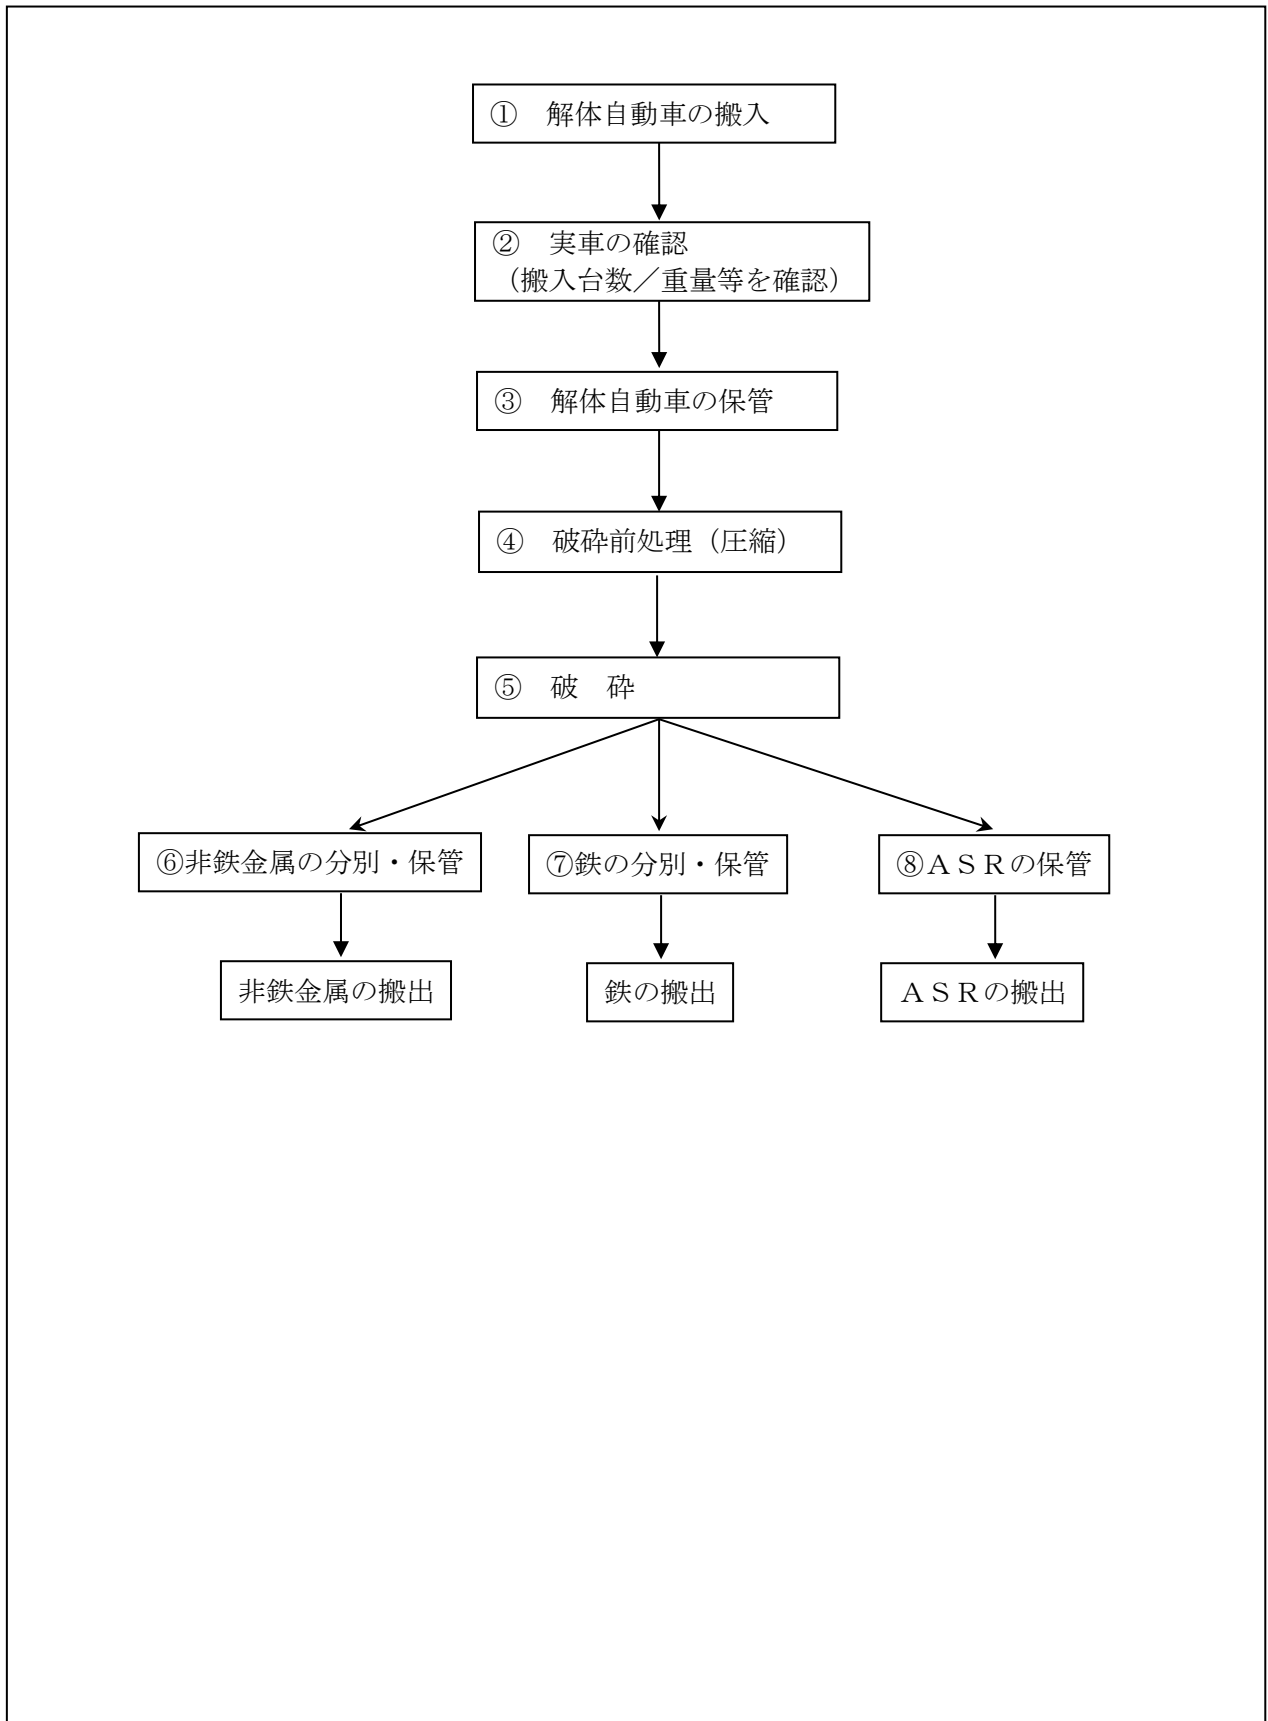 ① 解体自動車の搬入
② 実車の確認
（搬入台数／重量等を確認）
③ 解体自動車の保管
④ 破砕前処理（圧縮）
⑤ 破 砕
⑥非鉄金属の分別・保管
⑦鉄の分別・保管
⑧ＡＳＲの保管
非鉄金属の搬出
鉄の搬出
ＡＳＲの搬出